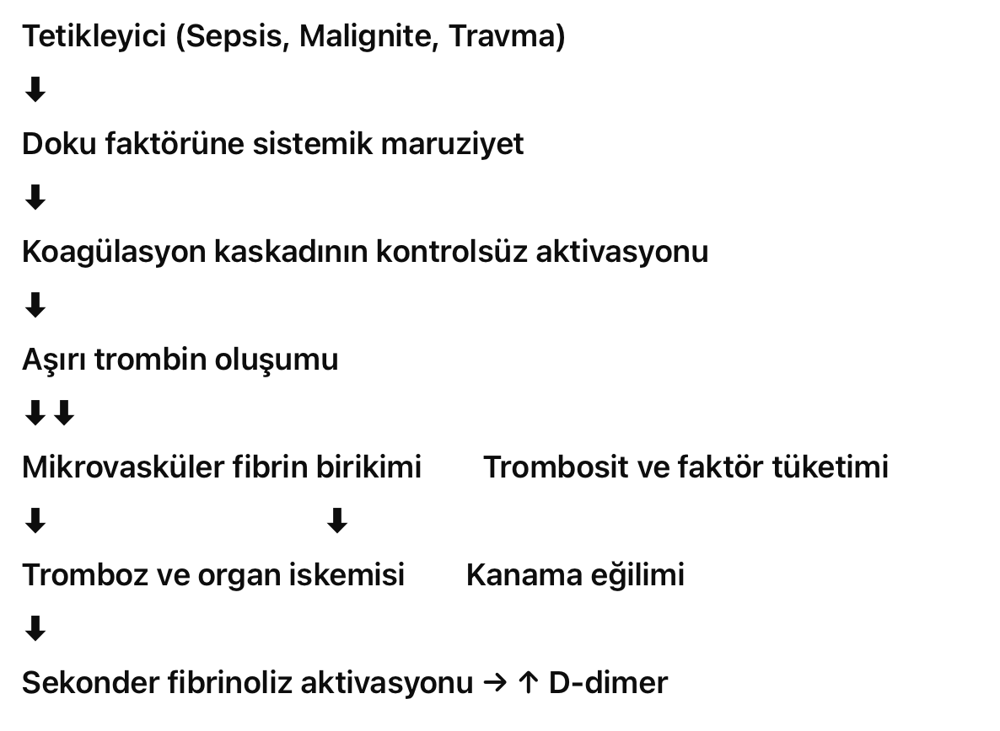 Tetikleyici (Sepsis, Malignite, Travma)
⬇
Doku faktörüne sistemik maruziyet
⬇
Koagülasyon kaskadının kontrolsüz aktivasyonu
⬇
Aşırı trombin oluşumu
⬇⬇
Mikrovasküler fibrin birikimi Trombosit ve faktör tüketimi
⬇ ⬇
Tromboz ve organ iskemisi Kanama eğilimi
⬇
Sekonder fibrinoliz aktivasyonu → ↑ D-dimer